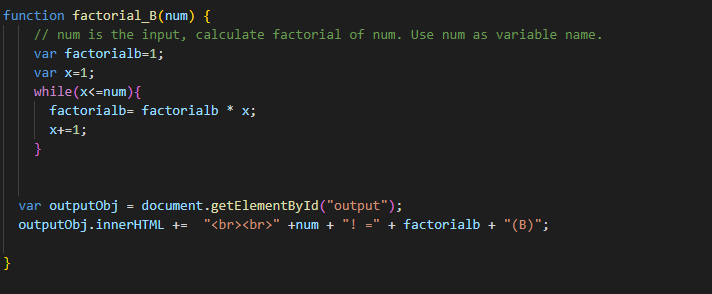 function factorial_B(num) {
    // num is the input, calculate factorial of num. Use num as variable name.
    var factorialb=1;
    var x=1;
    while(x<=num){
      factorialb= factorialb * x;
      x+=1;
    }
  var outputObj = document.getElementById("output");
  outputObj.innerHTML +=  "<br><br>" +num + "! =" + factorialb + "(B)";
}